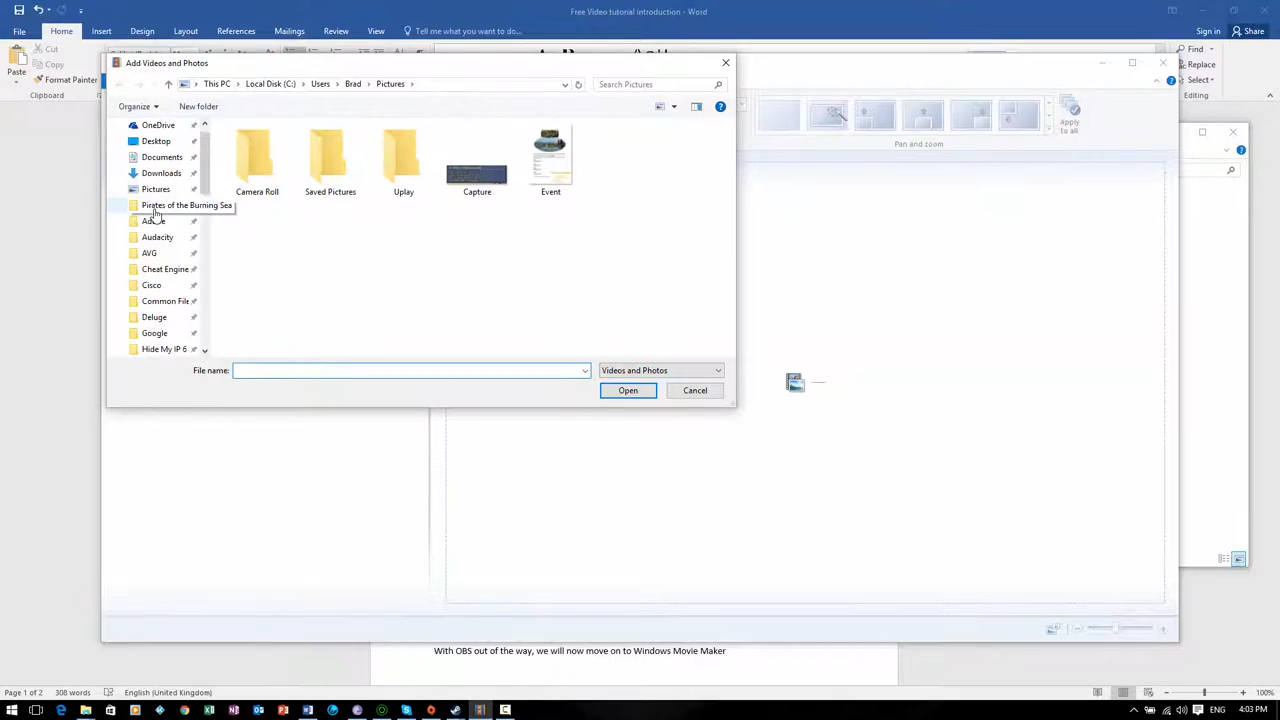 Free Video tutorial introduction - Word
File Home Insert Design Layout References Mailings Review View Tell me what you want to do... Sign in Share
Paste
Cut
Copy
Format Painter
Clipboard
Find
Replace
Select
Editing
Add Videos and Photos
This PC Local Disk (C:) Users Brad Pictures
Search Pictures
Organize New folder
OneDrive
Desktop
Documents
Downloads
Pictures
Pirates of the Burning Sea
Audacity
AVG
Cheat Engine
Cisco
Common File
Deluge
Google
Hide My IP 6
Camera Roll
Saved Pictures
Uplay
Capture
Event
File name:
Videos and Photos
Open Cancel
Apply
to all
Pan and zoom
With OBS out of the way, we will now move on to Windows Movie Maker
Page 1 of 2 308 words English (United Kingdom) 100%
ENG 4:03 PM